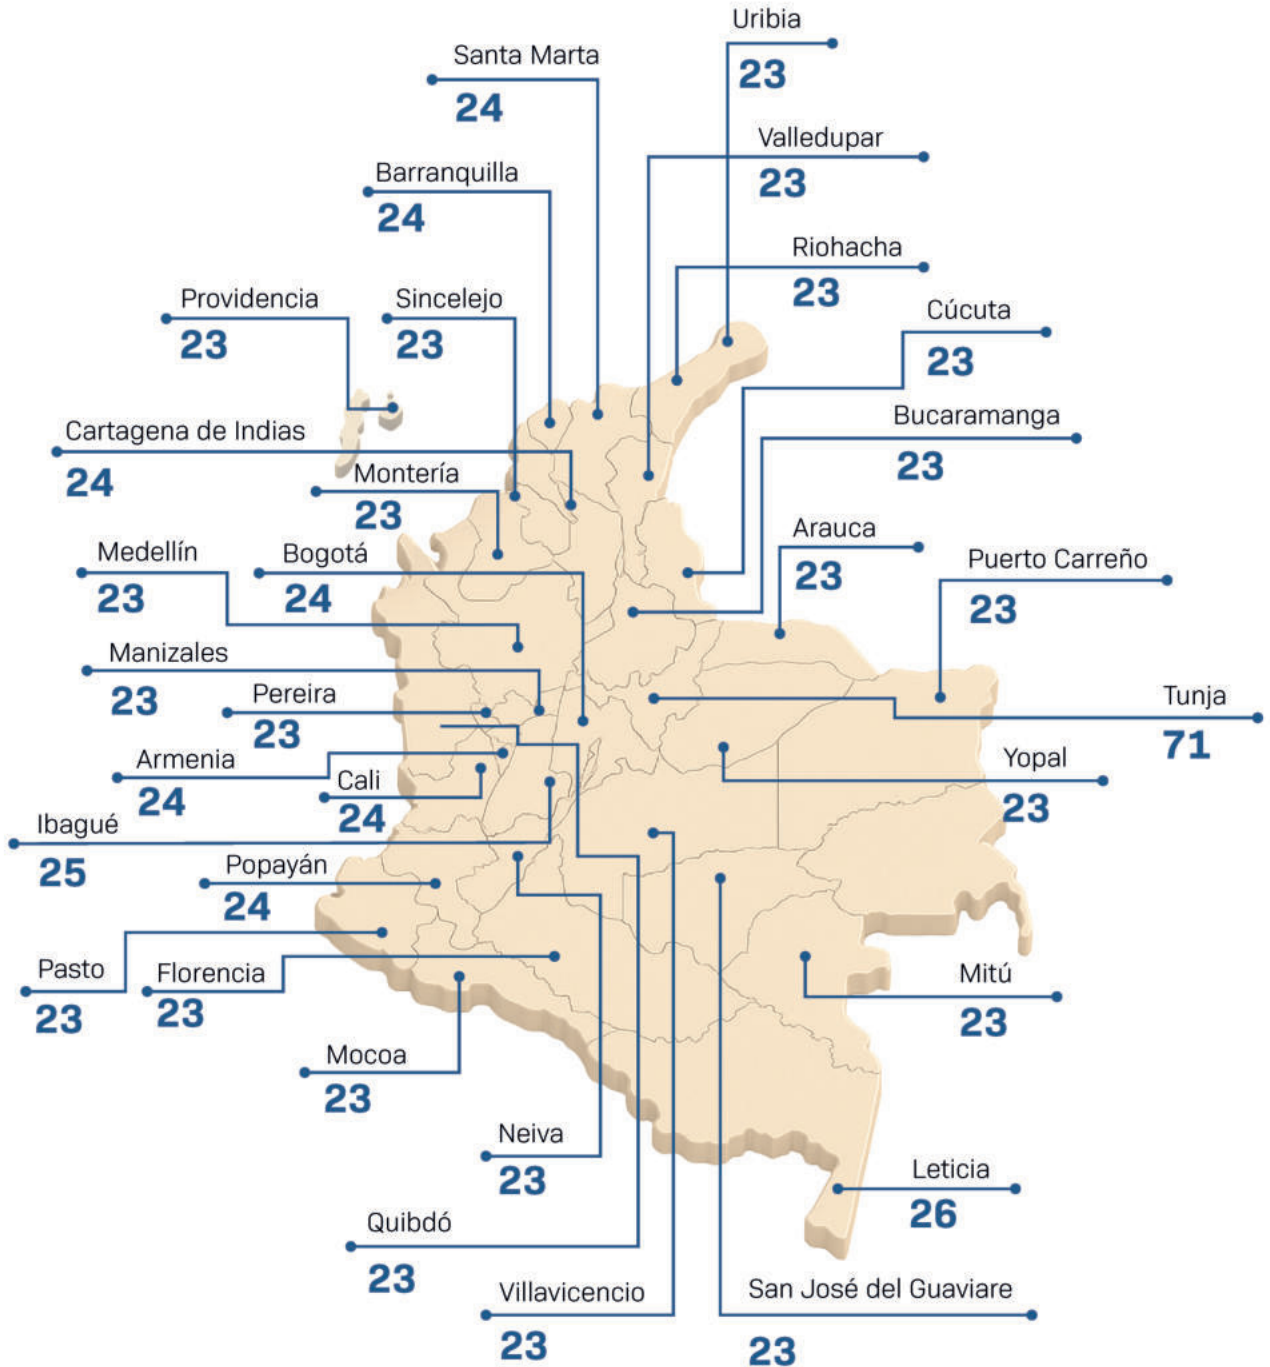 Uribia
23
Santa Marta
24
Valledupar
23
Barranquilla
24
Riohacha
23
Providencia
23
Sincelejo
23
Cúcuta
23
Cartagena de Indias
24
Bucaramanga
23
Montería
23
Arauca
23
Medellín
23
Bogotá
24
Puerto Carreño
23
Manizales
23
Pereira
23
Tunja
71
Armenia
24
Cali
24
Yopal
23
Ibagué
25
Popayán
24
Pasto
23
Florencia
23
Mitú
23
Mocoa
23
Neiva
23
Leticia
26
Quibdó
23
Villavicencio
23
San José del Guaviare
23